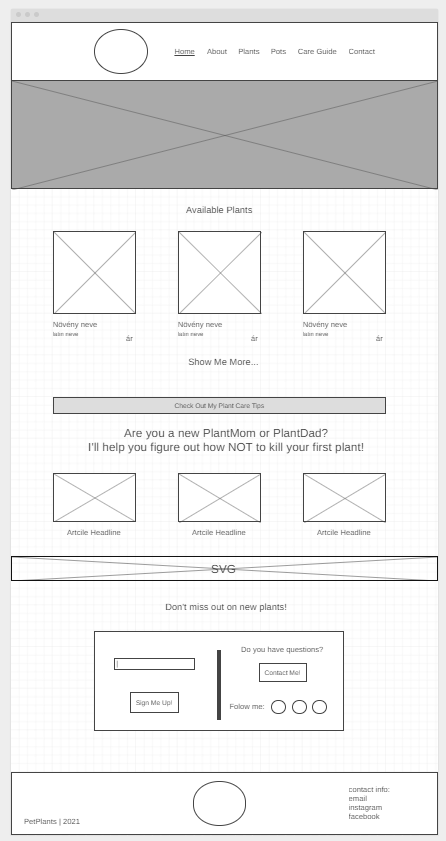 Home About Plants Pots Care Guide Contact
Available Plants
Növény neve Növény neve Növény neve
latin neve latin neve latin neve
ár ár ár
Show Me More...
Check Out My Plant Care Tips
Are you a new PlantMom or PlantDad?
I'll help you figure out how NOT to kill your first plant!
Artcile Headline Artcile Headline Artcile Headline
SVG
Don't miss out on new plants!
Do you have questions?
Contact Me!
Sign Me Up!
Folow me:
contact info:
email
instagram
facebook
PetPlants | 2021